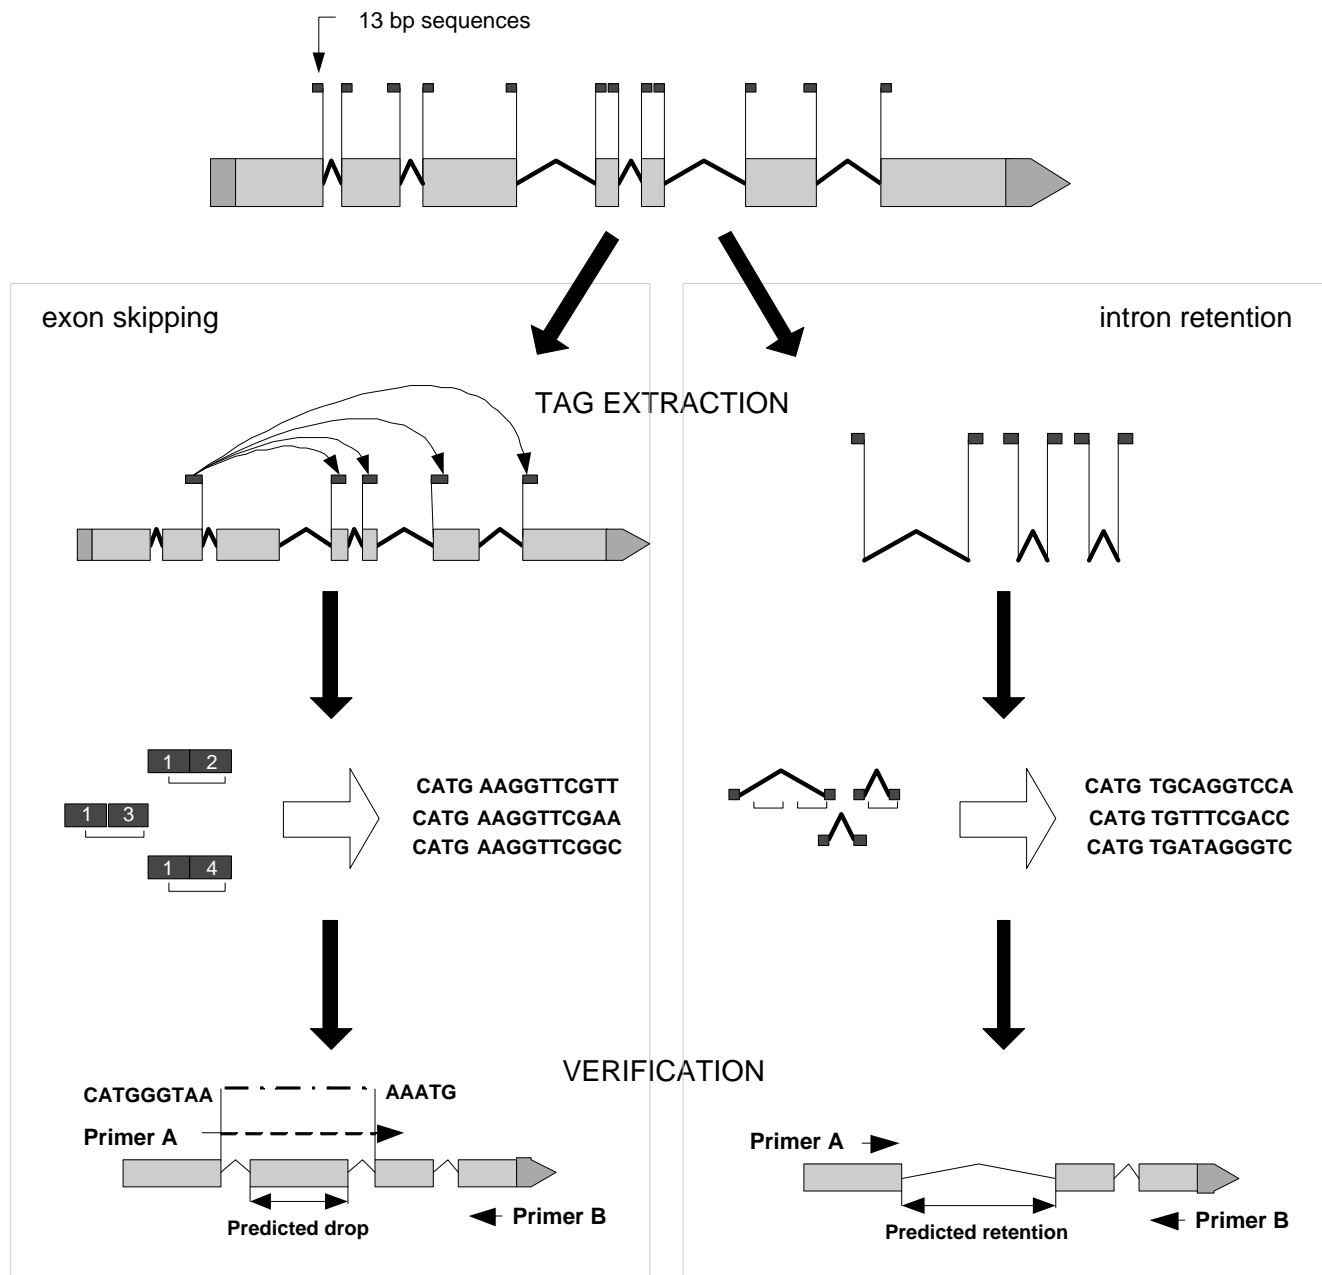 13 bp sequences
exon skipping
intron retention
TAG EXTRACTION
1 2
1 3
1 4
CATG AAGGTTCGTT
CATG AAGGTTCGAA
CATG AAGGTTCGGC
CATG TGCAGGTCCA
CATG TGTTTCGACC
CATG TGATAGGGTC
VERIFICATION
CATGGGTAA AAATG
Primer A
Predicted drop
Primer B
Primer A
Predicted retention
Primer B